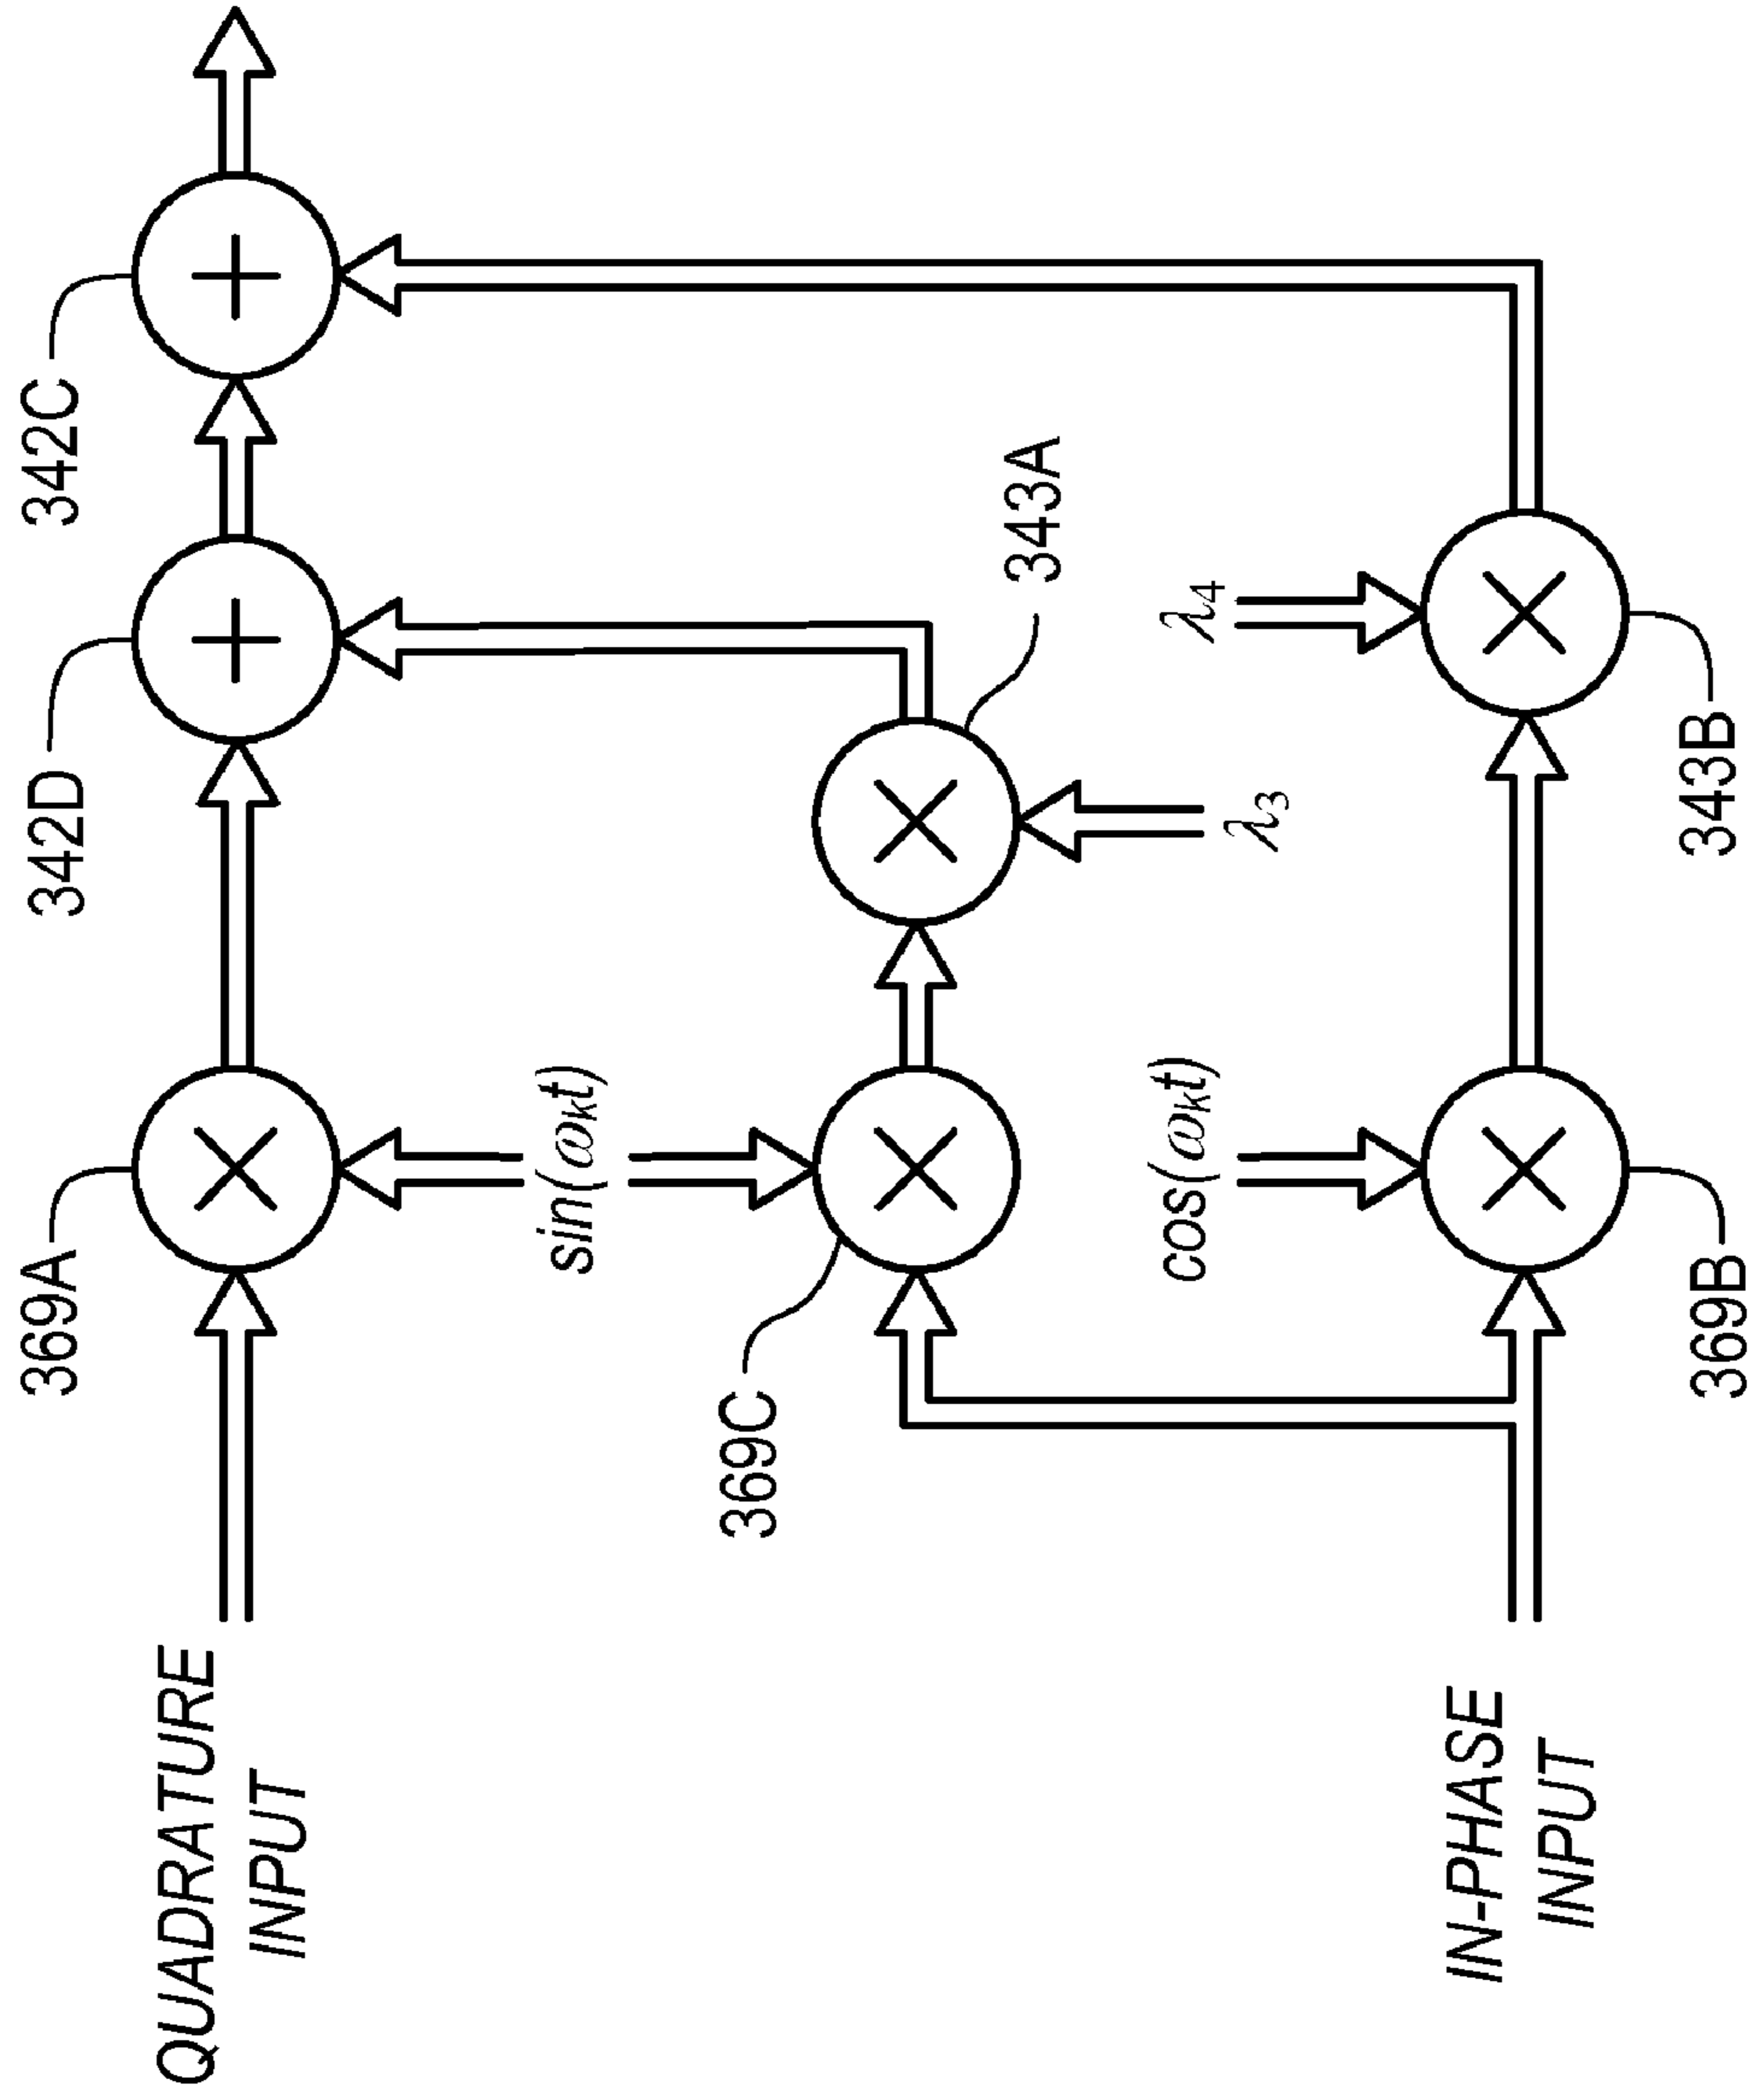 369A
342D
342C
QUADRATURE
INPUT
sin(ωKt)
369C
343A
λ3
cos(ωKt)
λ4
IN-PHASE
INPUT
369B
343B